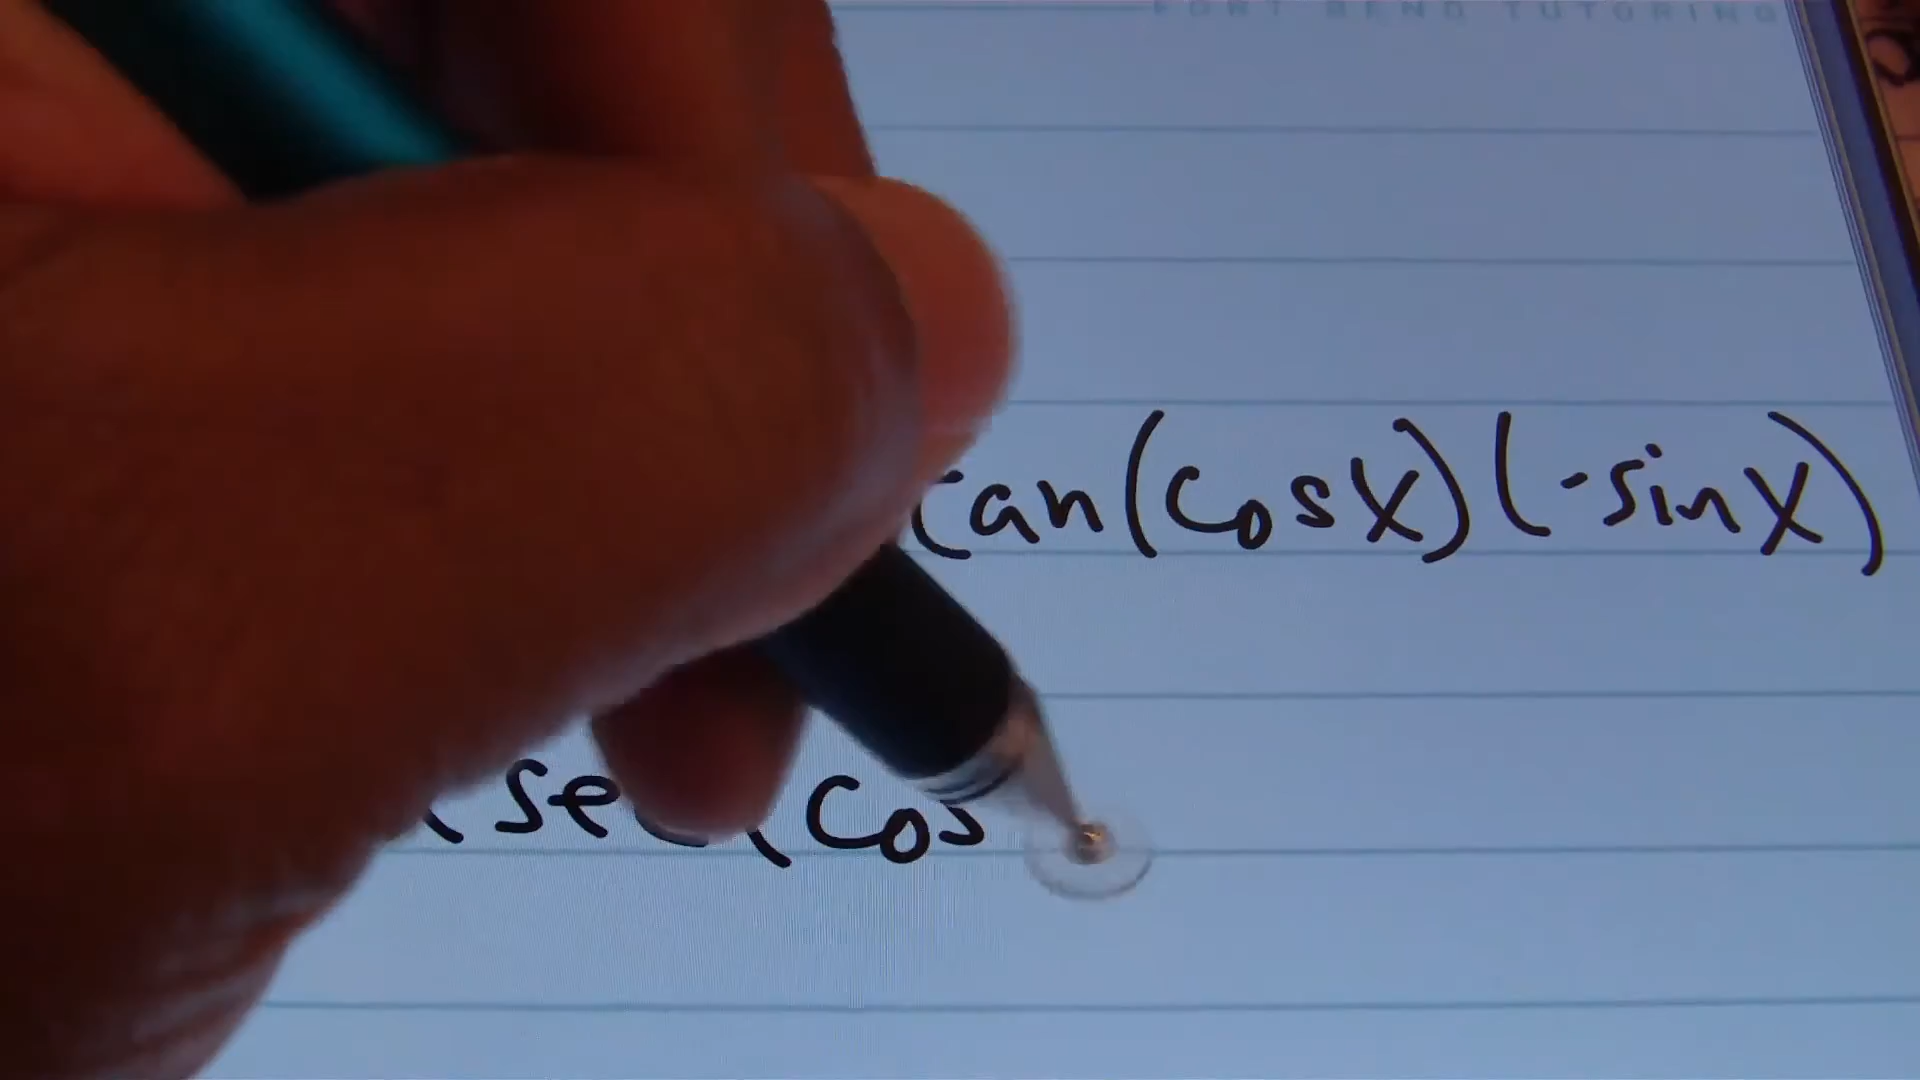 FORT BEND TUTORING
tan(cosx)(-sinx)
sec(cos